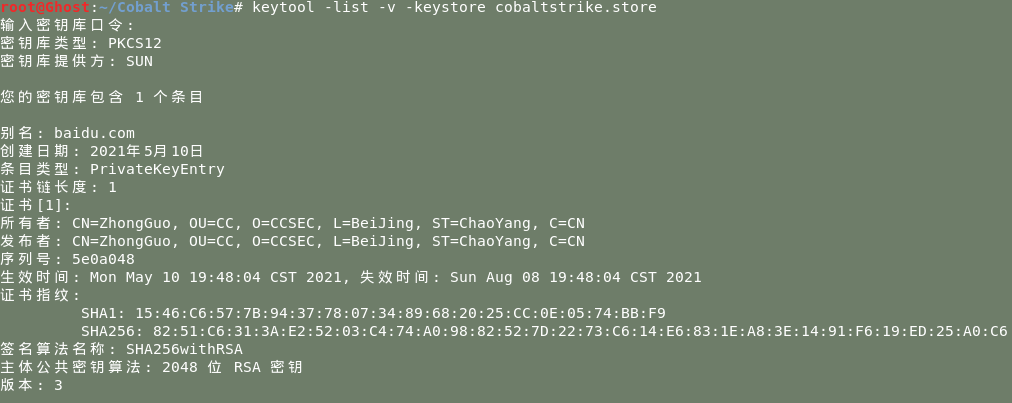 root@Ghost:~/Cobalt Strike# keytool -list -v -keystore cobaltstrike.store
输入密钥库口令:
密钥库类型: PKCS12
密钥库提供方: SUN
您的密钥库包含 1 个条目
别名: baidu.com
创建日期: 2021年5月10日
条目类型: PrivateKeyEntry
证书链长度: 1
证书[1]:
所有者: CN=ZhongGuo, OU=CC, O=CCSEC, L=BeiJing, ST=ChaoYang, C=CN
发布者: CN=ZhongGuo, OU=CC, O=CCSEC, L=BeiJing, ST=ChaoYang, C=CN
序列号: 5e0a048
生效时间: Mon May 10 19:48:04 CST 2021, 失效时间: Sun Aug 08 19:48:04 CST 2021
证书指纹:
SHA1: 15:46:C6:57:7B:94:37:78:07:34:89:68:20:25:CC:0E:05:74:BB:F9
SHA256: 82:51:C6:31:3A:E2:52:03:C4:74:A0:98:82:52:7D:22:73:C6:14:E6:83:1E:A8:3E:14:91:F6:19:ED:25:A0:C6
签名算法名称: SHA256withRSA
主体公共密钥算法: 2048 位 RSA 密钥
版本: 3